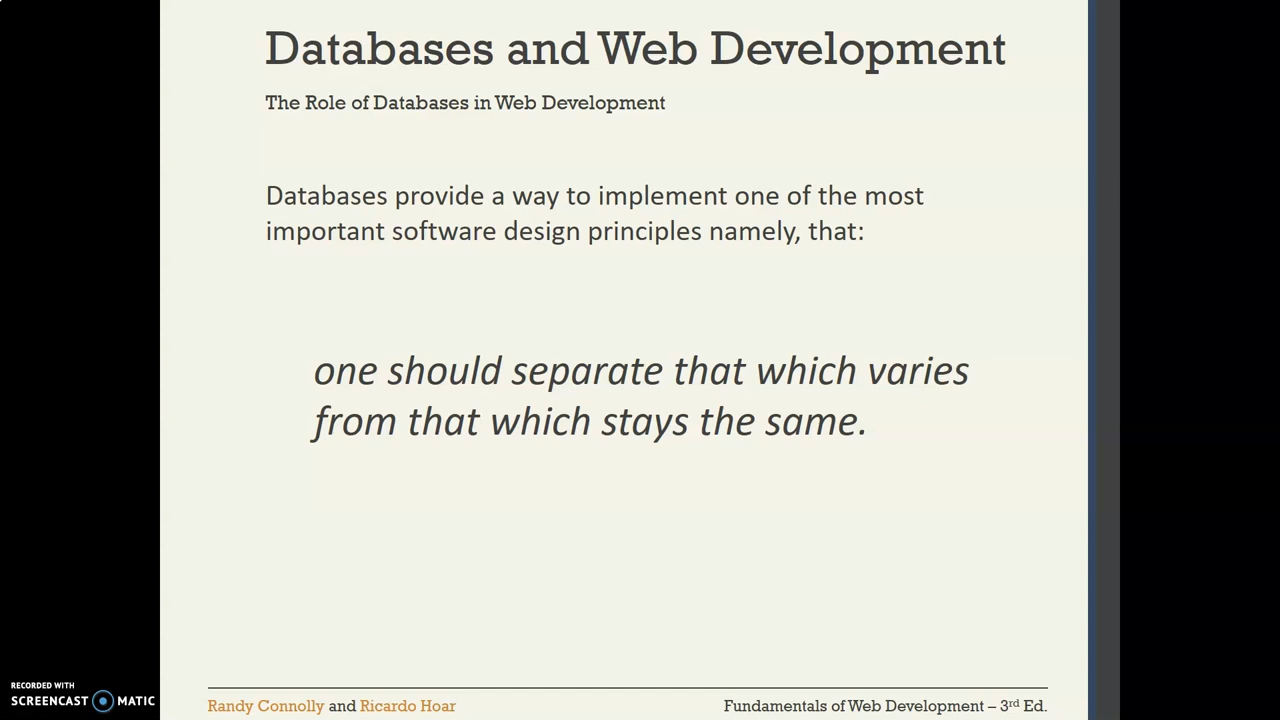 Databases and Web Development
The Role of Databases in Web Development
Databases provide a way to implement one of the most
important software design principles namely, that:
one should separate that which varies
from that which stays the same.
RECORDED WITH
SCREENCAST MATIC
Randy Connolly and Ricardo Hoar
Fundamentals of Web Development – 3rd Ed.